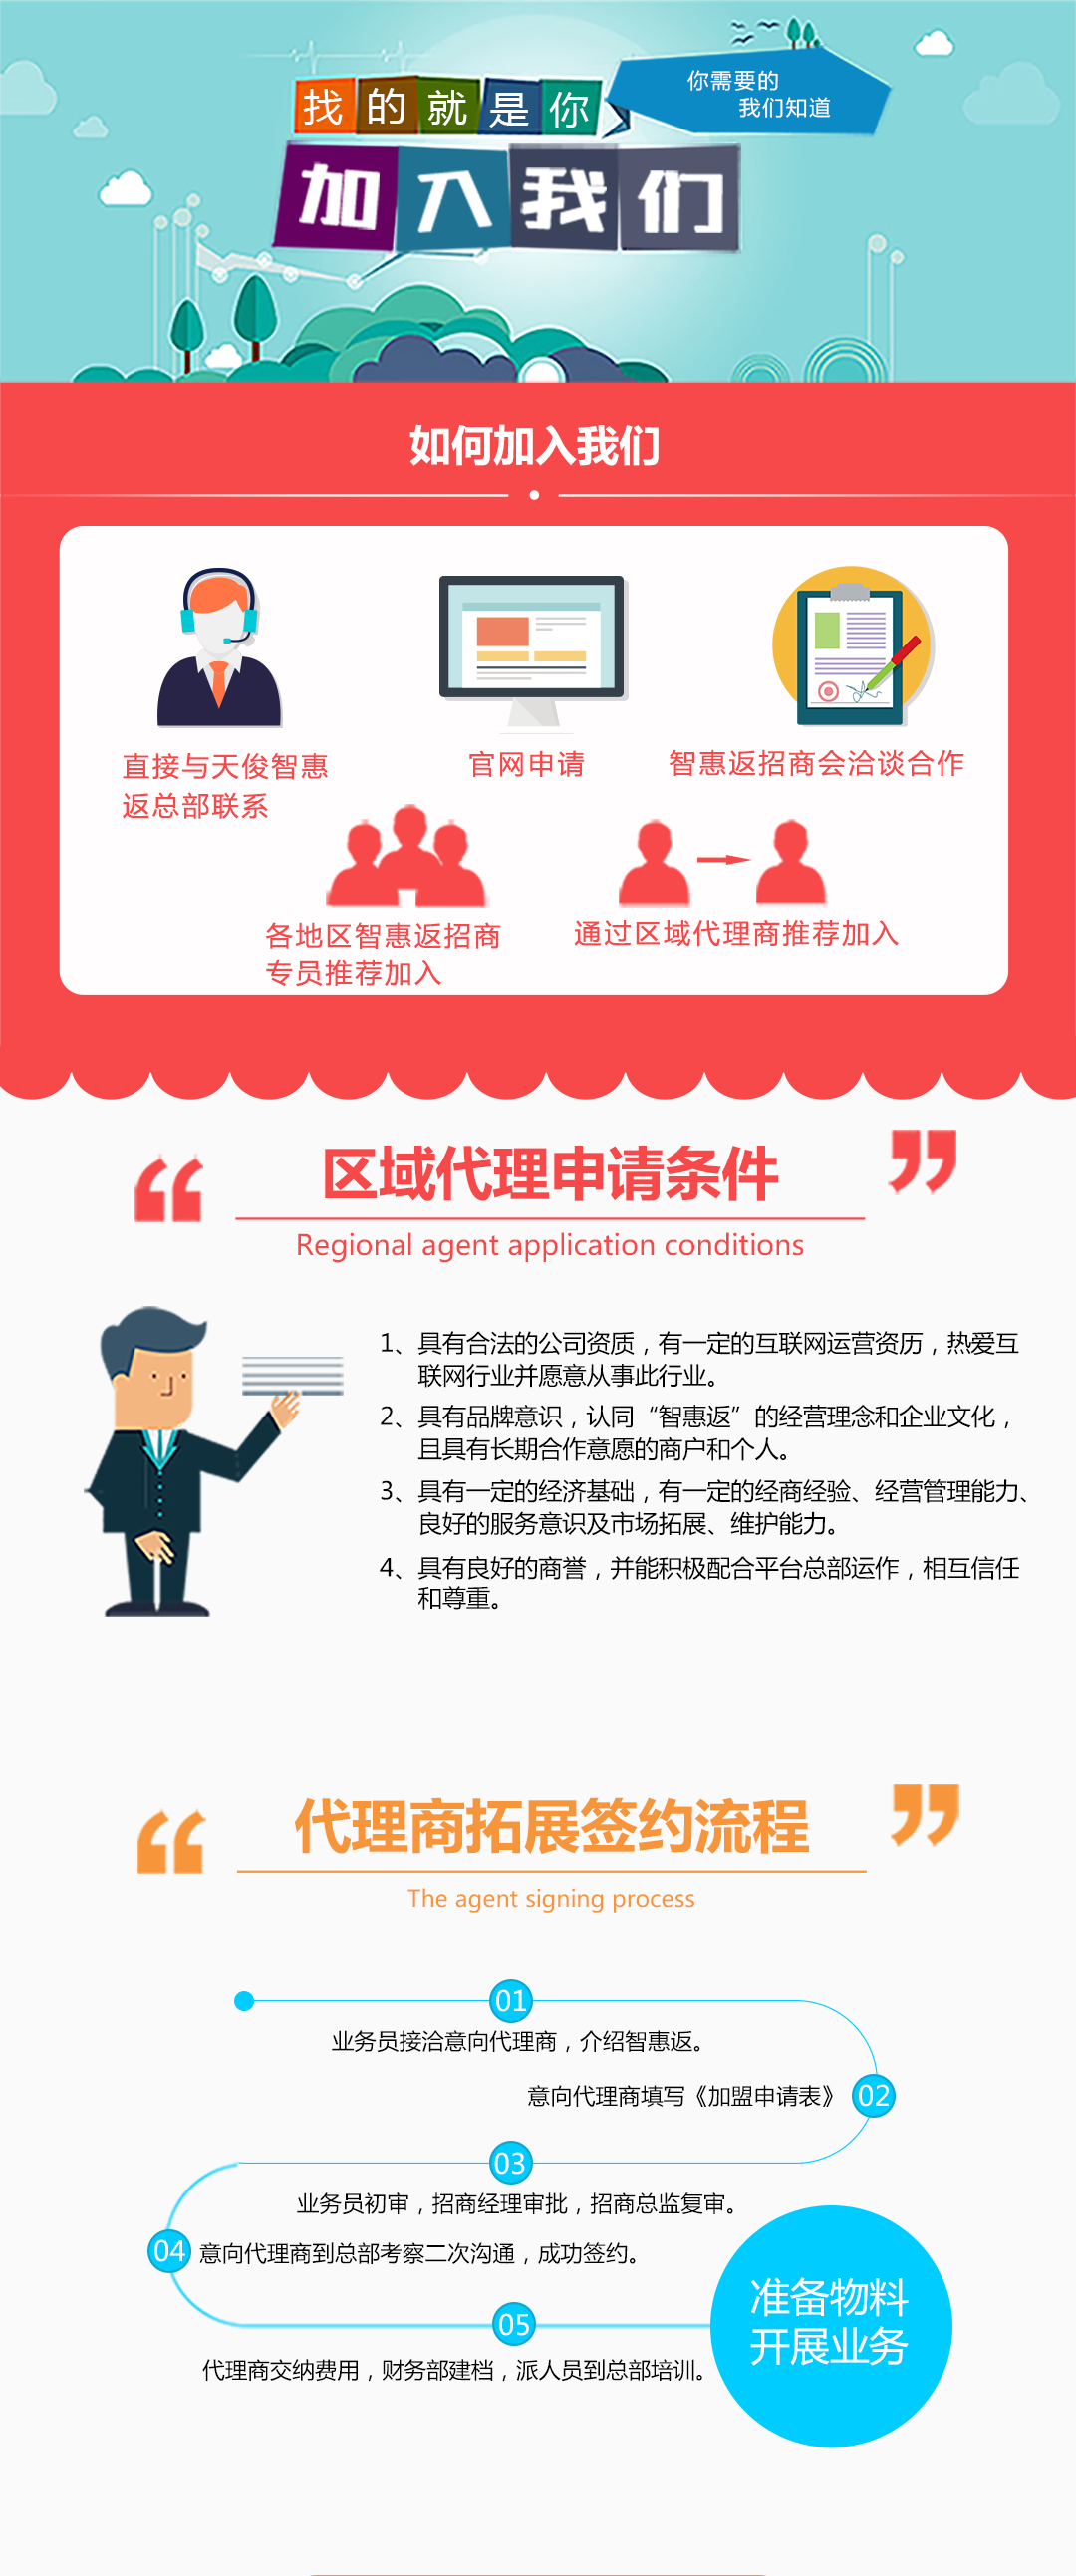 找的就是你
你需要的
我们知道
加入我们
如何加入我们
直接与天俊智惠
返总部联系
官网申请
智惠返招商会洽谈合作
各地区智惠返招商
专员推荐加入
通过区域代理商推荐加入
区域代理申请条件
Regional agent application conditions
1、具有合法的公司资质，有一定的互联网运营资历，热爱互
联网行业并愿意从事此行业。
2、具有品牌意识，认同“智惠返”的经营理念和企业文化，
且具有长期合作意愿的商户和个人。
3、具有一定的经济基础，有一定的经商经验、经营管理能力、
良好的服务意识及市场拓展、维护能力。
4、具有良好的商誉，并能积极配合平台总部运作，相互信任
和尊重。
代理商拓展签约流程
The agent signing process
01
业务员接洽意向代理商，介绍智惠返。
意向代理商填写《加盟申请表》
02
03
业务员初审，招商经理审批，招商总监复审。
04
意向代理商到总部考察二次沟通，成功签约。
05
代理商交纳费用，财务部建档，派人员到总部培训。
准备物料
开展业务